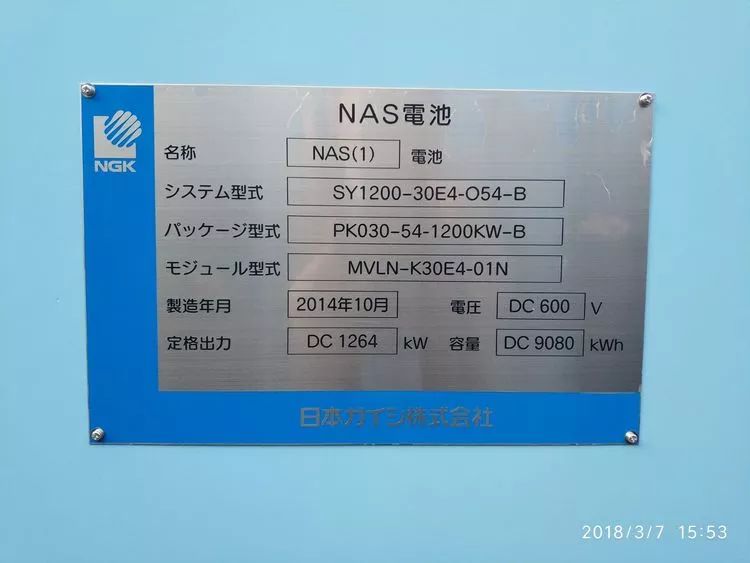 NAS電池
NGK
名称 NAS(1) 電池
システム型式 SY1200-30E4-O54-B
パッケージ型式 PK030-54-1200KW-B
モジュール型式 MVLN-K30E4-01N
製造年月 2014年10月 電圧 DC 600 V
定格出力 DC 1264 kW 容量 DC 9080 kWh
日本ガイシ株式会社
2018/3/7 15:53